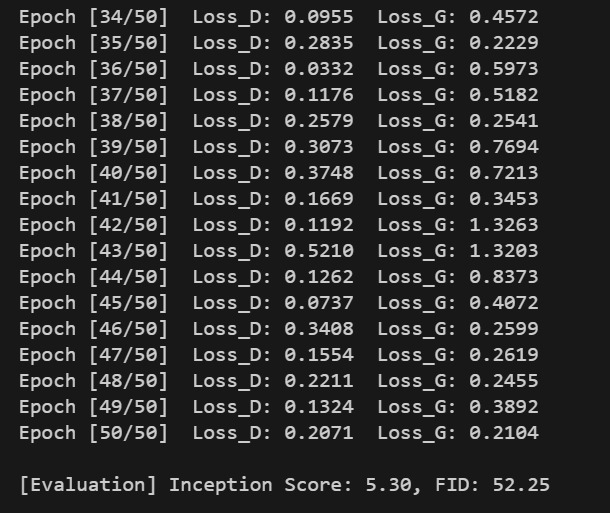 Epoch [34/50]  Loss_D: 0.0955  Loss_G: 0.4572
Epoch [35/50]  Loss_D: 0.2835  Loss_G: 0.2229
Epoch [36/50]  Loss_D: 0.0332  Loss_G: 0.5973
Epoch [37/50]  Loss_D: 0.1176  Loss_G: 0.5182
Epoch [38/50]  Loss_D: 0.2579  Loss_G: 0.2541
Epoch [39/50]  Loss_D: 0.3073  Loss_G: 0.7694
Epoch [40/50]  Loss_D: 0.3748  Loss_G: 0.7213
Epoch [41/50]  Loss_D: 0.1669  Loss_G: 0.3453
Epoch [42/50]  Loss_D: 0.1192  Loss_G: 1.3263
Epoch [43/50]  Loss_D: 0.5210  Loss_G: 1.3203
Epoch [44/50]  Loss_D: 0.1262  Loss_G: 0.8373
Epoch [45/50]  Loss_D: 0.0737  Loss_G: 0.4072
Epoch [46/50]  Loss_D: 0.3408  Loss_G: 0.2599
Epoch [47/50]  Loss_D: 0.1554  Loss_G: 0.2619
Epoch [48/50]  Loss_D: 0.2211  Loss_G: 0.2455
Epoch [49/50]  Loss_D: 0.1324  Loss_G: 0.3892
Epoch [50/50]  Loss_D: 0.2071  Loss_G: 0.2104
[Evaluation] Inception Score: 5.30, FID: 52.25